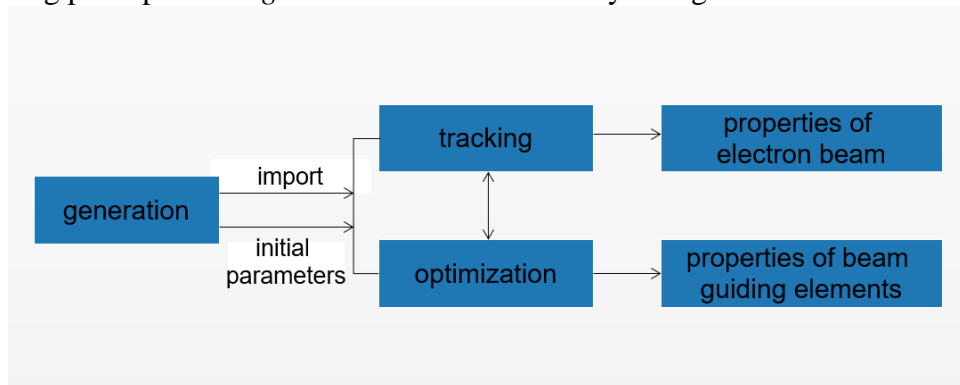 tracking
properties of
electron beam
import
generation
initial
parameters
optimization
properties of beam
guiding elements